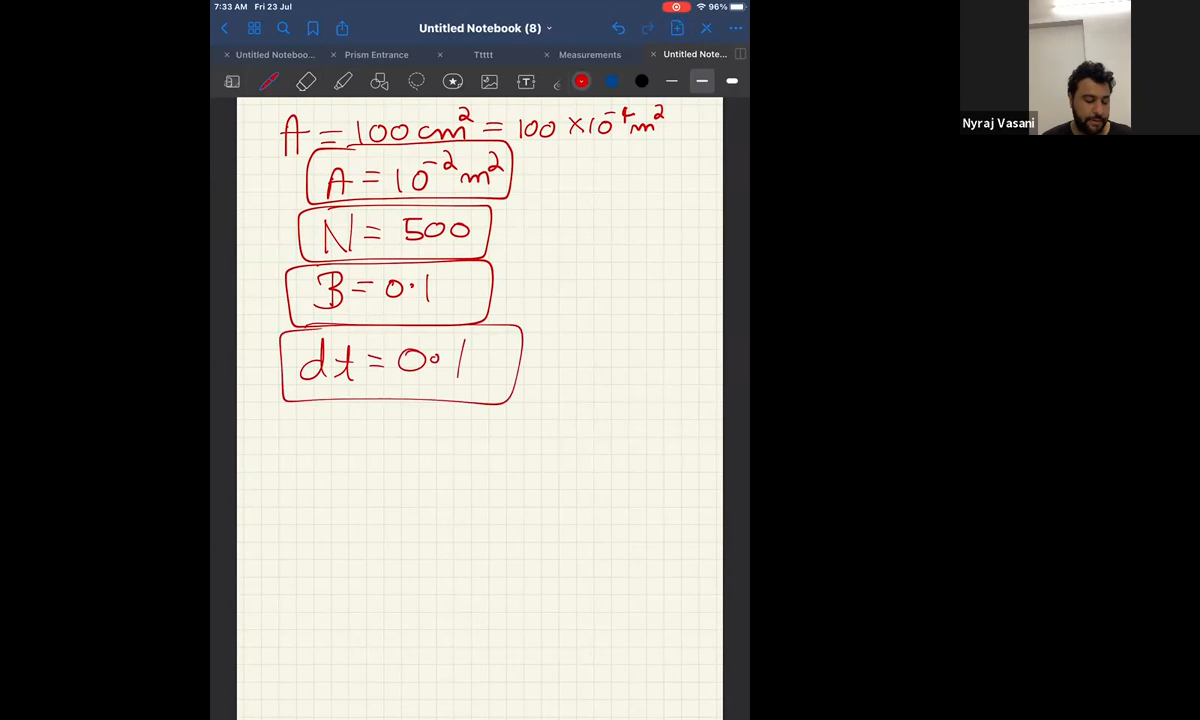 7:33 AM Fri 23 Jul
96%
Untitled Notebook (8)
Untitled Noteboo...
Prism Entrance
Ttttt
Measurements
Untitled Note...
T
A = 100 cm² = 100 × 10⁻⁴ m²
A = 10⁻² m²
N = 500
B = 0.1
dt = 0.1
Nyraj Vasani